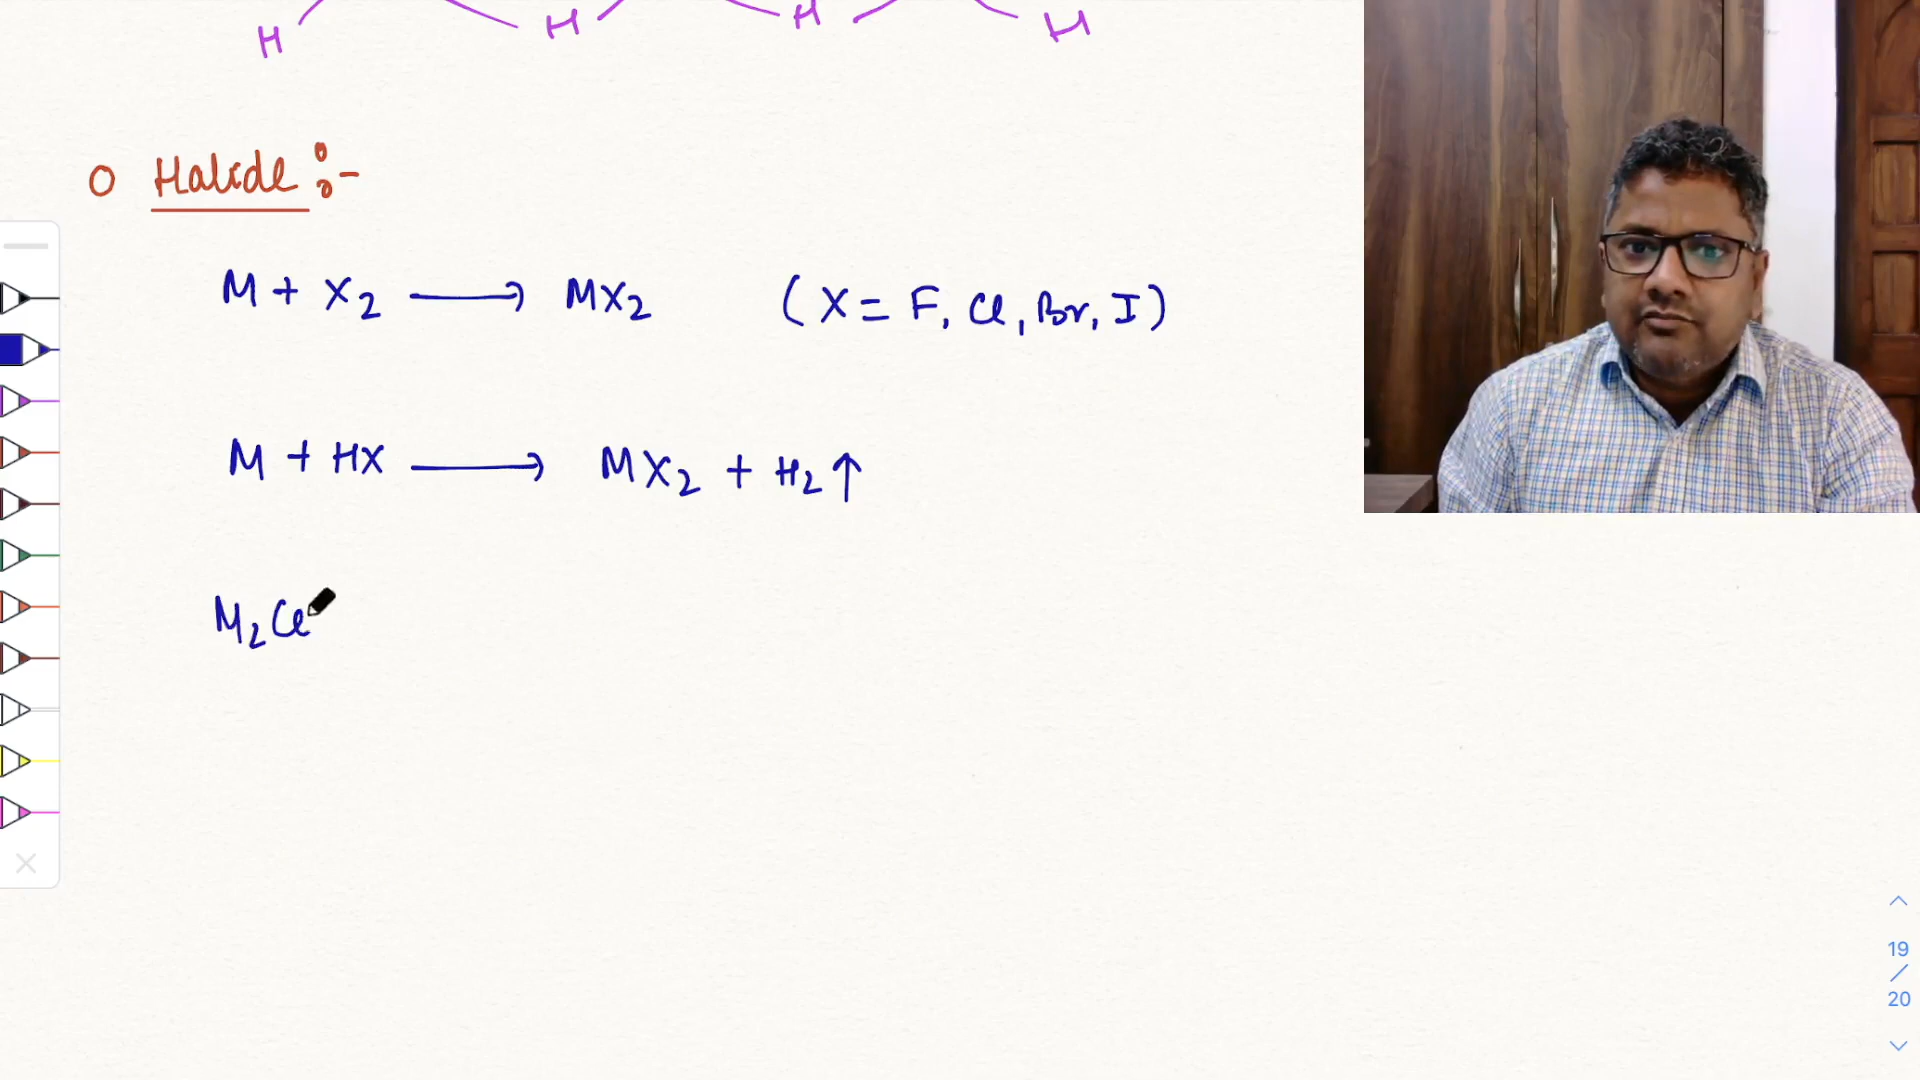 H H H H
o Halide :-
M + X2 ⟶ MX2 (X = F, Cl, Br, I)
M + HX ⟶ MX2 + H2↑
M2Cl
19
/
20